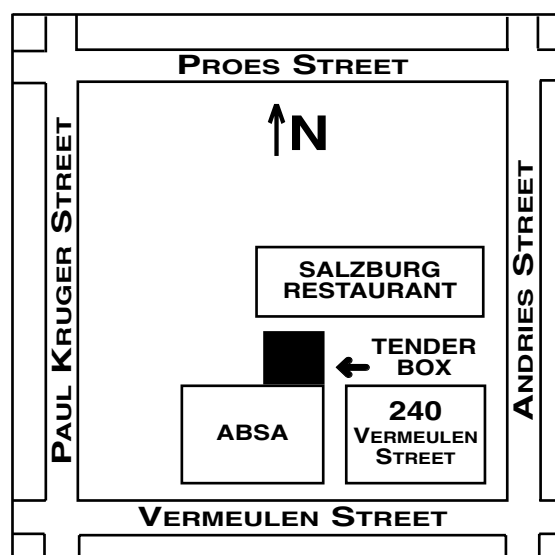 PROES STREET
N
PAUL KRUGER STREET
ANDRIES STREET
SALZBURG
RESTAURANT
TENDER
BOX
ABSA
240
VERMEULEN
STREET
VERMEULEN STREET